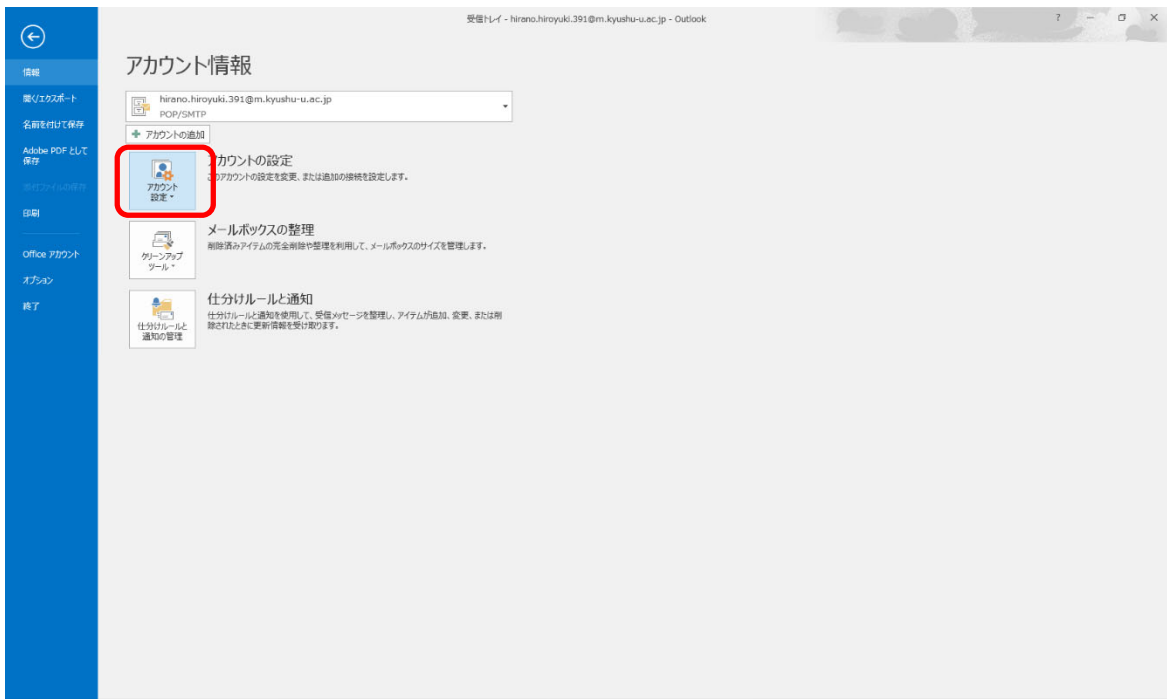 受信トレイ - hirano.hiroyuki.391@m.kyushu-u.ac.jp - Outlook
?
情報
開く/エクスポート
名前を付けて保存
Adobe PDF として
保存
添付ファイルの保存
印刷
Office アカウント
オプション
終了
アカウント情報
hirano.hiroyuki.391@m.kyushu-u.ac.jp
POP/SMTP
アカウントの追加
アカウント
設定
アカウントの設定
このアカウントの設定を変更、または追加の接続を設定します。
クリーンアップ
ツール
メールボックスの整理
削除済みアイテムの完全削除や整理を利用して、メールボックスのサイズを管理します。
仕分けルールと
通知の管理
仕分けルールと通知
仕分けルールと通知を使用して、受信メッセージを整理し、アイテムが追加、変更、または削
除されたときに更新情報を受け取ります。